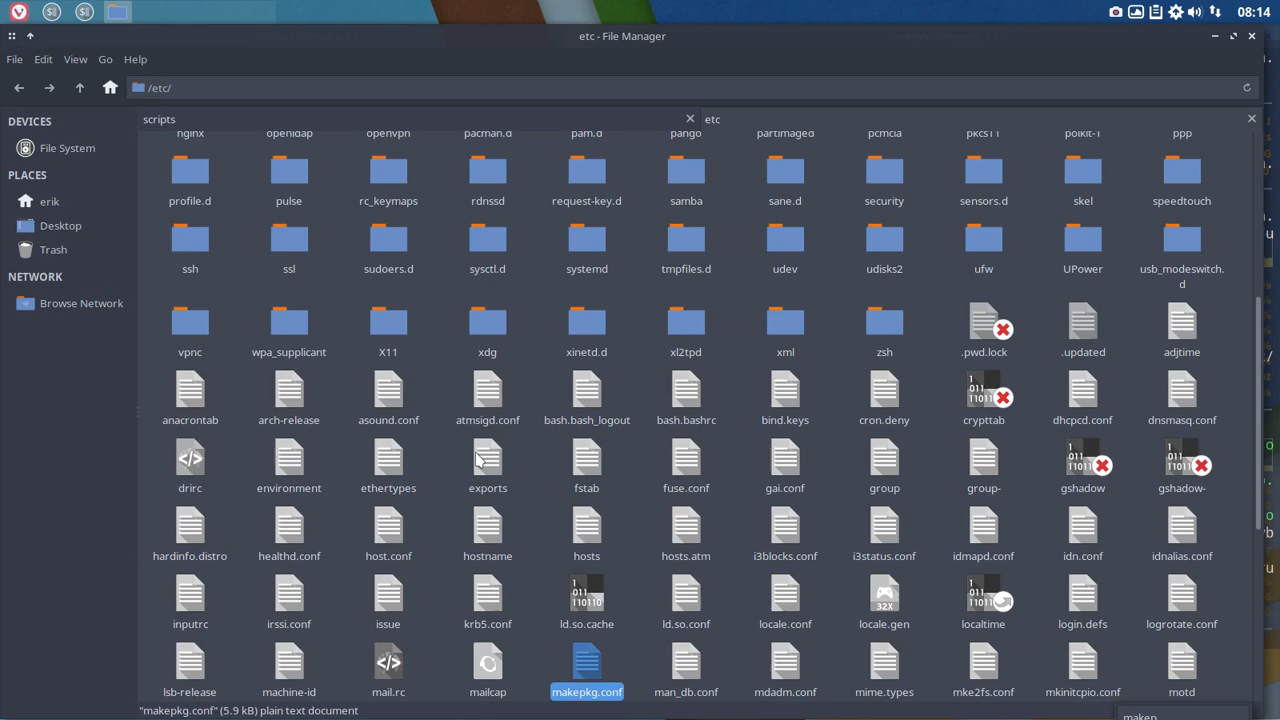 08:14
etc - File Manager
File Edit View Go Help
/etc/
DEVICES
File System
PLACES
erik
Desktop
Trash
NETWORK
Browse Network
scripts etc
nginx openldap openvpn pacman.d pam.d pango partimaged pcmcia pkcs11 polkit-1 ppp
profile.d pulse rc_keymaps rdnssd request-key.d samba sane.d security sensors.d skel speedtouch
ssh ssl sudoers.d sysctl.d systemd tmpfiles.d udev udisks2 ufw UPower usb_modeswitch.
d
vpnc wpa_supplicant X11 xdg xinetd.d xl2tpd xml zsh .pwd.lock .updated adjtime
anacrontab arch-release asound.conf atmsigd.conf bash.bash_logout bash.bashrc bind.keys cron.deny crypttab dhcpcd.conf dnsmasq.conf
drirc environment ethertypes exports fstab fuse.conf gai.conf group group- gshadow gshadow-
hardinfo.distro healthd.conf host.conf hostname hosts hosts.atm i3blocks.conf i3status.conf idmapd.conf idn.conf idnalias.conf
32X
inputrc irssi.conf issue krb5.conf ld.so.cache ld.so.conf locale.conf locale.gen localtime login.defs logrotate.conf
lsb-release machine-id mail.rc mailcap makepkg.conf man_db.conf mdadm.conf mime.types mke2fs.conf mkinitcpio.conf motd
"makepkg.conf" (5.9 kB) plain text document